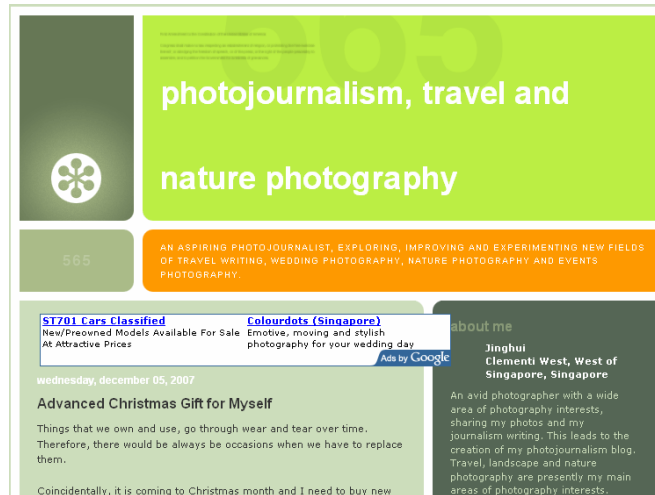 565
photojournalism, travel and
nature photography
565
AN ASPIRING PHOTOJOURNALIST, EXPLORING, IMPROVING AND EXPERIMENTING NEW FIELDS
OF TRAVEL WRITING, WEDDING PHOTOGRAPHY, NATURE PHOTOGRAPHY AND EVENTS
PHOTOGRAPHY.
ST701 Cars Classified
New/Preowned Models Available For Sale
At Attractive Prices
Colourdots (Singapore)
Emotive, moving and stylish
photography for your wedding day
Ads by Google
wednesday, december 05, 2007
Advanced Christmas Gift for Myself
Things that we own and use, go through wear and tear over time.
Therefore, there would be always be occasions when we have to replace
them.
Coincidentally, it is coming to Christmas month and I need to buy new
about me
Jinghui
Clementi West, West of
Singapore, Singapore
An avid photographer with a wide
area of photography interests,
sharing my photos and my
journalism writing. This leads to the
creation of my photojournalism blog.
Travel, landscape and nature
photography are presently my main
areas of photography interests.